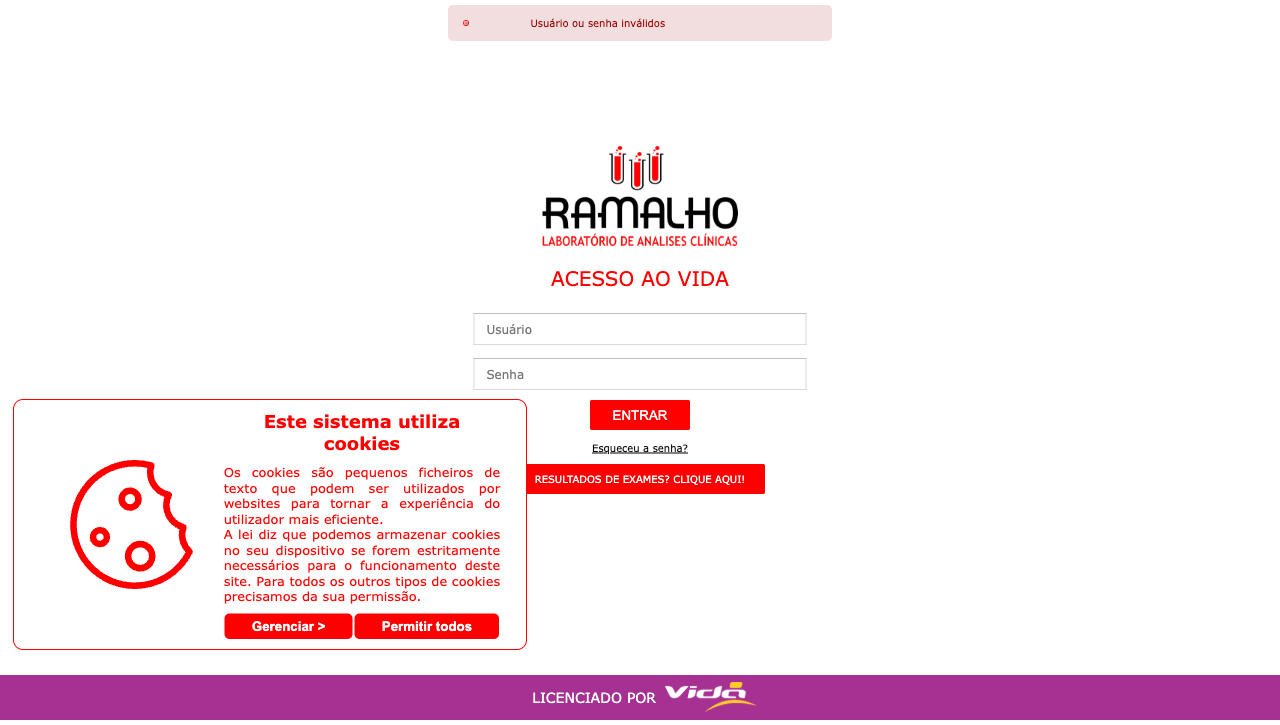 Usuário ou senha inválidos
RAMALHO
LABORATÓRIO DE ANALISES CLÍNICAS
ACESSO AO VIDA
Usuário
Senha
ENTRAR
Esqueceu a senha?
RESULTADOS DE EXAMES? CLIQUE AQUI!
Este sistema utiliza
cookies
Os cookies são pequenos ficheiros de
texto que podem ser utilizados por
websites para tornar a experiência do
utilizador mais eficiente.
A lei diz que podemos armazenar cookies
no seu dispositivo se forem estritamente
necessários para o funcionamento deste
site. Para todos os outros tipos de cookies
precisamos da sua permissão.
Gerenciar >
Permitir todos
LICENCIADO POR Vida